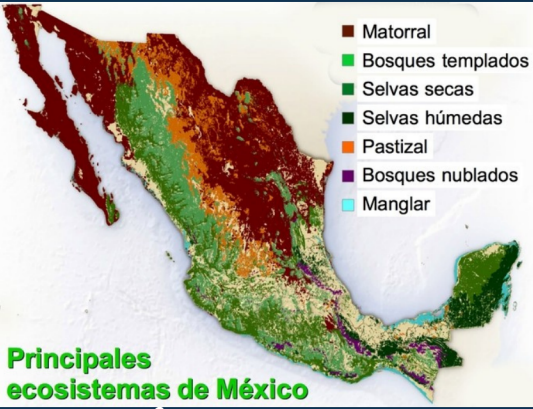 Matorral
Bosques templados
Selvas secas
Selvas húmedas
Pastizal
Bosques nublados
Manglar
Principales
ecosistemas de México